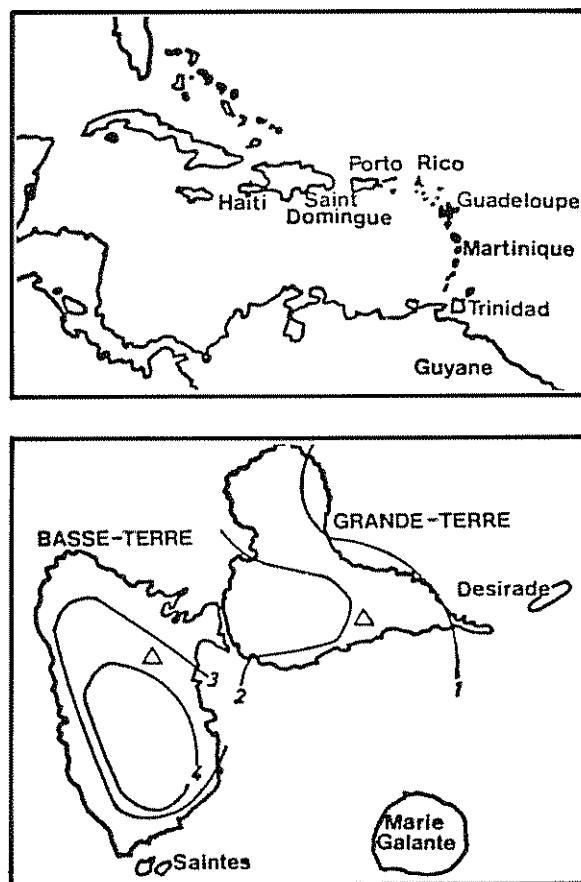 Porto Rico
Haïti
Saint
Domingue
Guadeloupe
Martinique
Trinidad
Guyane
BASSE-TERRE
GRANDE-TERRE
Desirade
3
2
1
4
Marie
Galante
Saintes